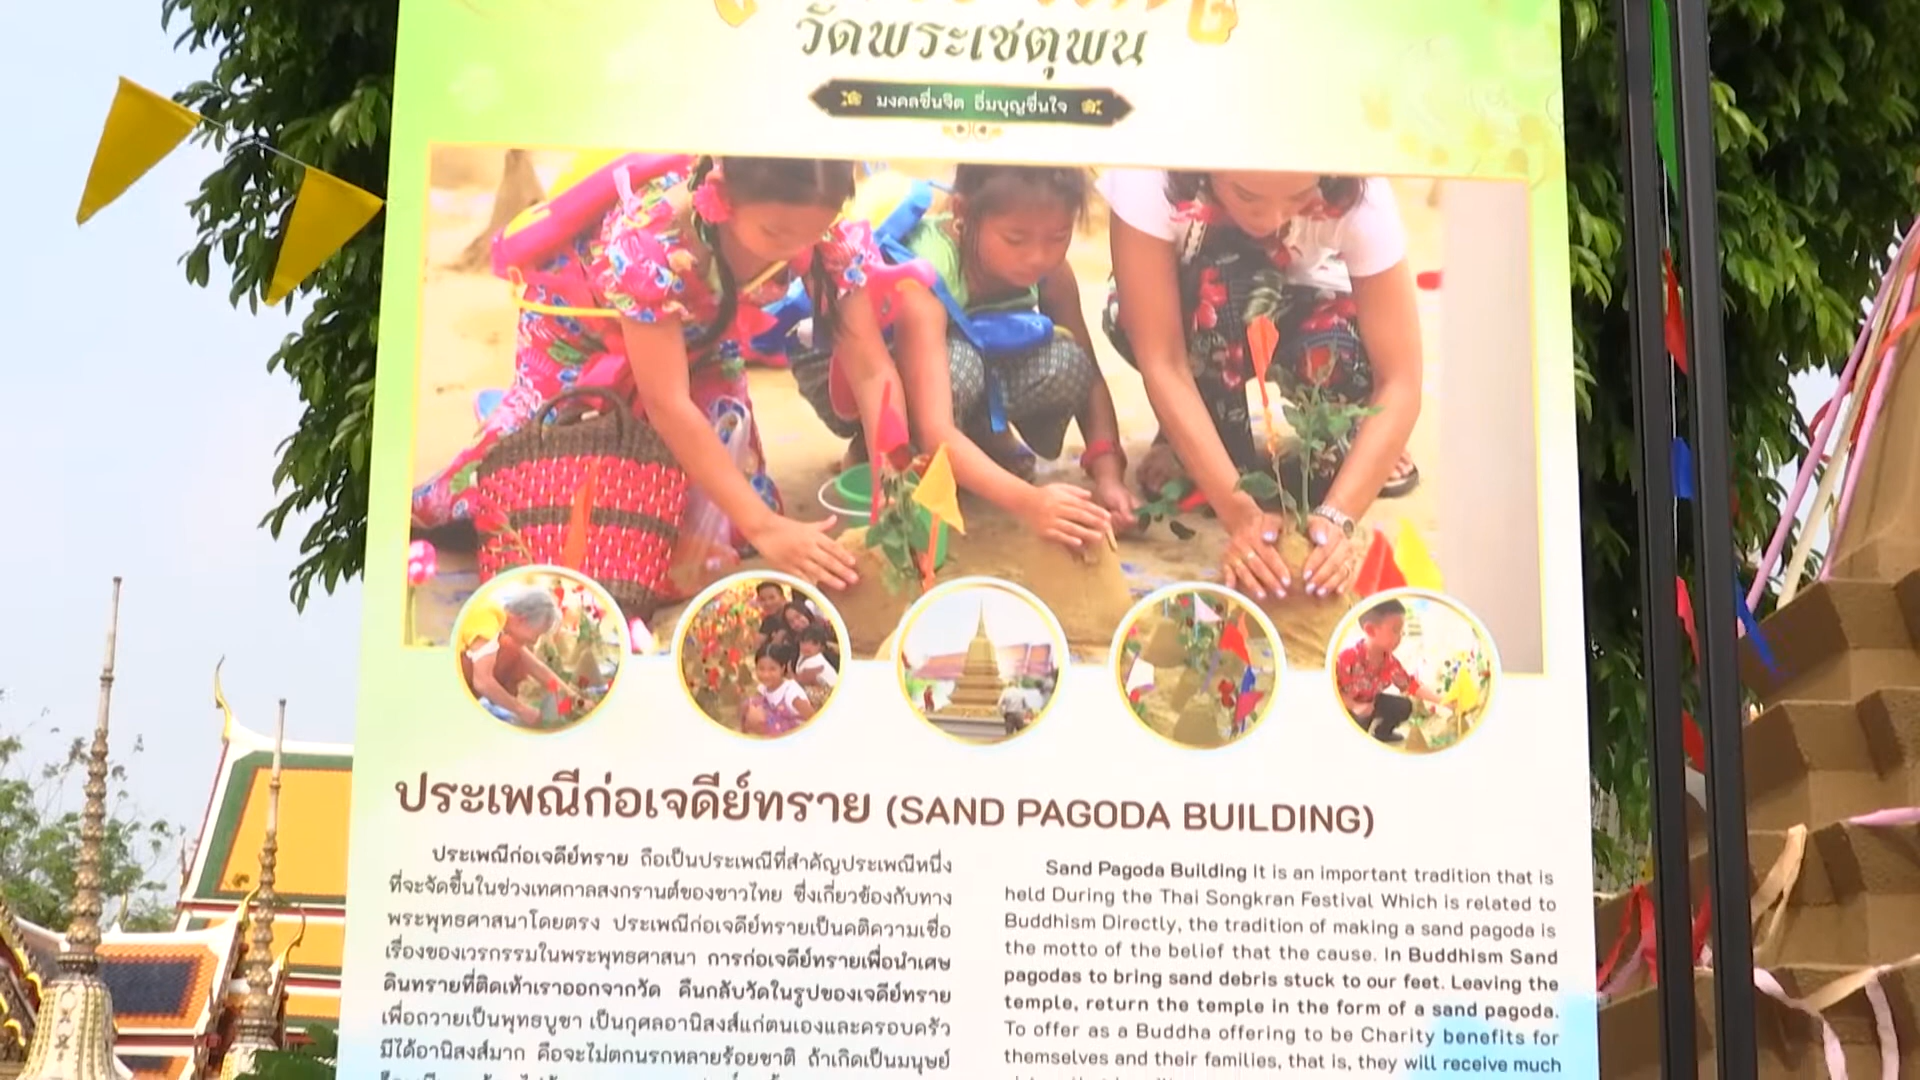 วัดพระเชตุพน
มงคลชื่นจิต อิ่มบุญชื่นใจ
ประเพณีก่อเจดีย์ทราย (SAND PAGODA BUILDING)
ประเพณีก่อเจดีย์ทราย ถือเป็นประเพณีที่สำคัญประเพณีหนึ่ง
ที่จะจัดขึ้นในช่วงเทศกาลสงกรานต์ของชาวไทย ซึ่งเกี่ยวข้องกับทาง
พระพุทธศาสนาโดยตรง ประเพณีก่อเจดีย์ทรายเป็นคติความเชื่อ
เรื่องของเวรกรรมในพระพุทธศาสนา การก่อเจดีย์ทรายเพื่อนำเศษ
ดินทรายที่ติดเท้าเราออกจากวัด คืนกลับวัดในรูปของเจดีย์ทราย
เพื่อถวายเป็นพุทธบูชา เป็นกุศลอานิสงส์แก่ตนเองและครอบครัว
มีได้อานิสงส์มาก คือจะไม่ตกนรกหลายร้อยชาติ ถ้าเกิดเป็นมนุษย์
Sand Pagoda Building It is an important tradition that is
held During the Thai Songkran Festival Which is related to
Buddhism Directly, the tradition of making a sand pagoda is
the motto of the belief that the cause. In Buddhism Sand
pagodas to bring sand debris stuck to our feet. Leaving the
temple, return the temple in the form of a sand pagoda.
To offer as a Buddha offering to be Charity benefits for
themselves and their families, that is, they will receive much